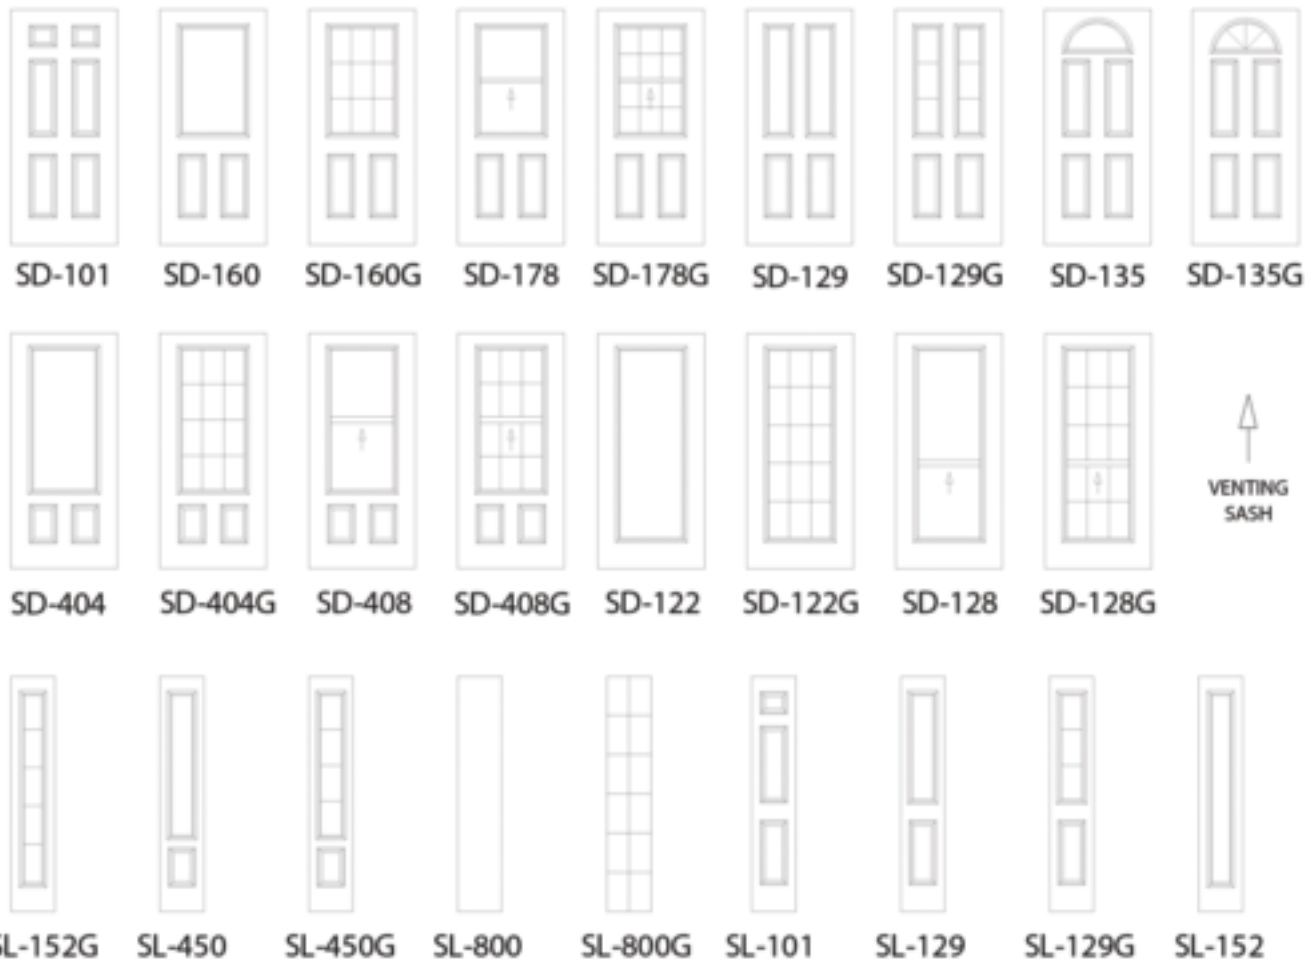 SD-101 SD-160 SD-160G SD-178 SD-178G SD-129 SD-129G SD-135 SD-135G
SD-404 SD-404G SD-408 SD-408G SD-122 SD-122G SD-128 SD-128G
VENTING
SASH
SL-152G SL-450 SL-450G SL-800 SL-800G SL-101 SL-129 SL-129G SL-152